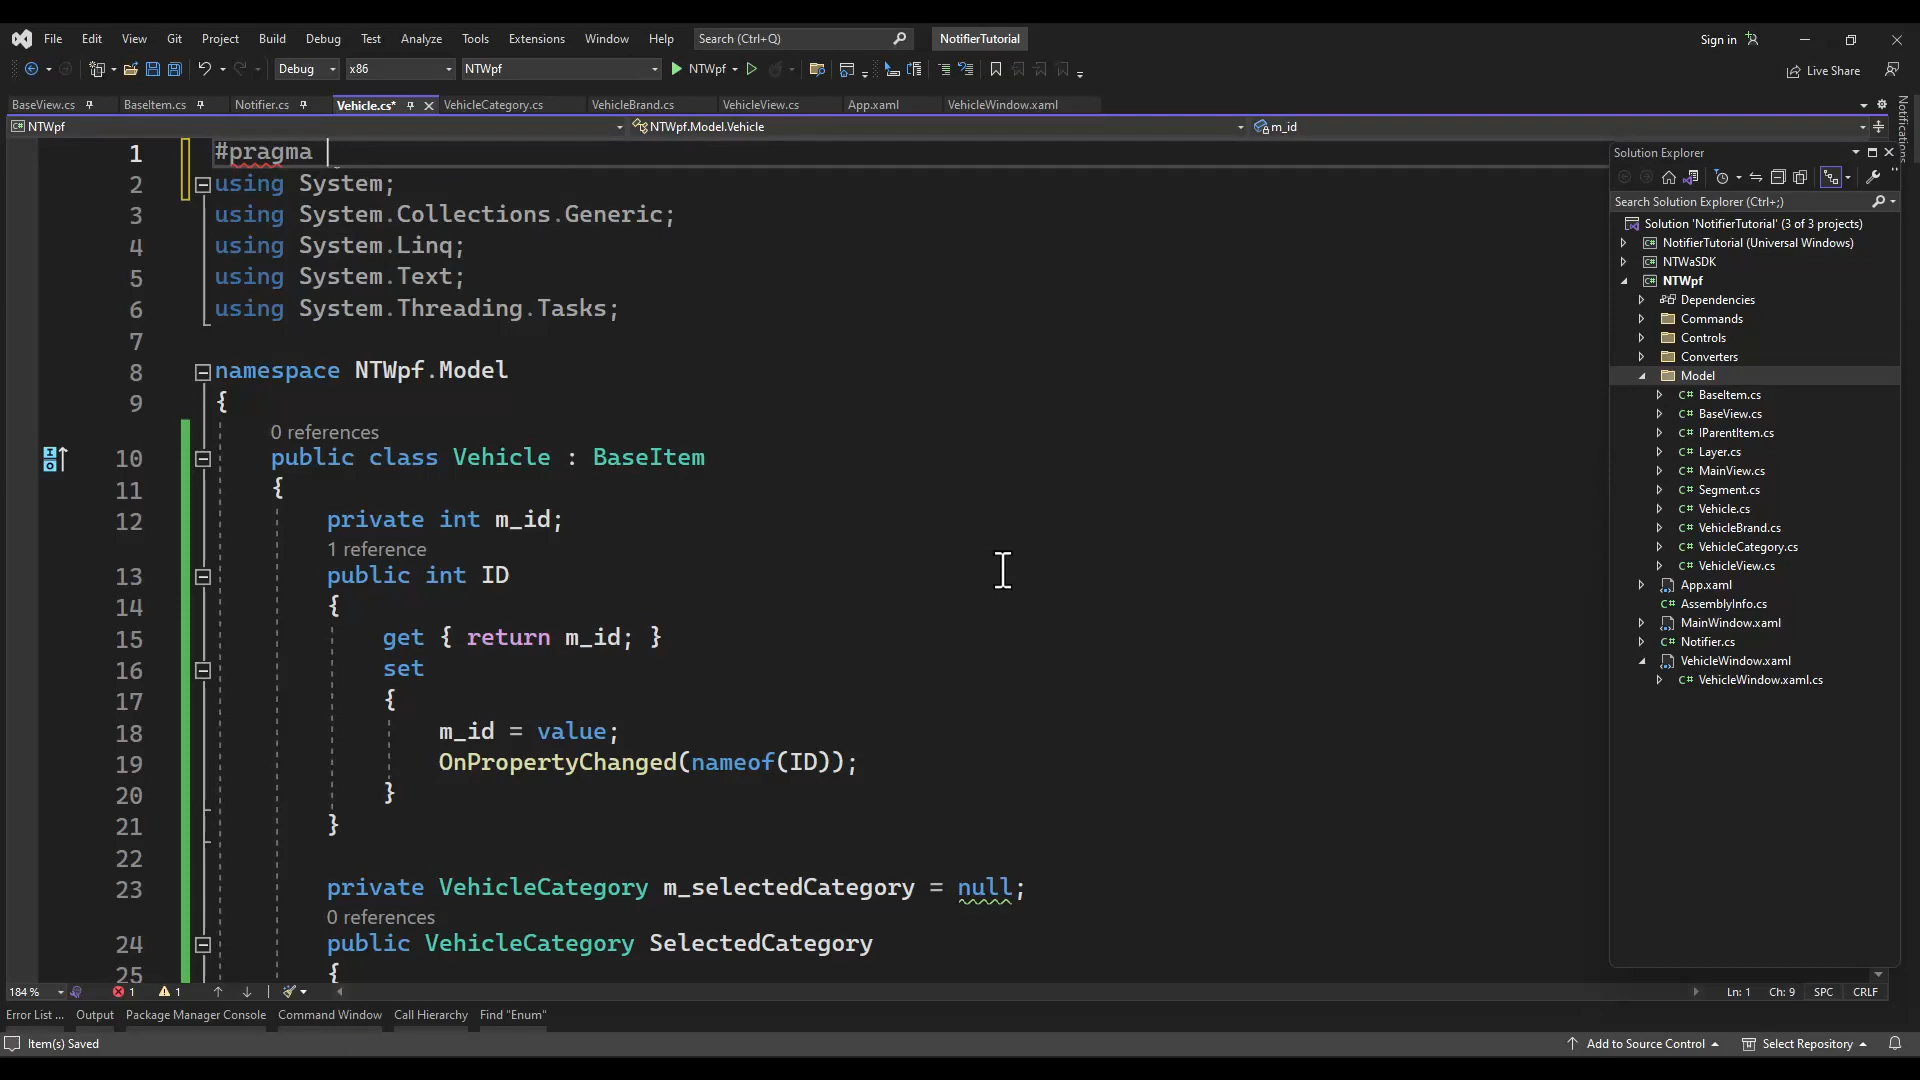 File Edit View Git Project Build Debug Test Analyze Tools Extensions Window Help Search (Ctrl+Q) NotifierTutorial Sign in
Debug x86 NTWpf NTWpf Live Share
BaseView.cs BaseItem.cs Notifier.cs Vehicle.cs* VehicleCategory.cs VehicleBrand.cs VehicleView.cs App.xaml VehicleWindow.xaml
NTWpf NTWpf.Model.Vehicle m_id
Notifications
1 #pragma
2 using System;
3 using System.Collections.Generic;
4 using System.Linq;
5 using System.Text;
6 using System.Threading.Tasks;
7
8 namespace NTWpf.Model
9 {
0 references
10 public class Vehicle : BaseItem
11 {
12 private int m_id;
1 reference
13 public int ID
14 {
15 get { return m_id; }
16 set
17 {
18 m_id = value;
19 OnPropertyChanged(nameof(ID));
20 }
21 }
22
23 private VehicleCategory m_selectedCategory = null;
0 references
24 public VehicleCategory SelectedCategory
25 {
Solution Explorer
Search Solution Explorer (Ctrl+;)
Solution 'NotifierTutorial' (3 of 3 projects)
C# NotifierTutorial (Universal Windows)
C# NTWaSDK
C# NTWpf
Dependencies
Commands
Controls
Converters
Model
C# BaseItem.cs
C# BaseView.cs
C# IParentItem.cs
C# Layer.cs
C# MainView.cs
C# Segment.cs
C# Vehicle.cs
C# VehicleBrand.cs
C# VehicleCategory.cs
C# VehicleView.cs
App.xaml
C# AssemblyInfo.cs
MainWindow.xaml
C# Notifier.cs
VehicleWindow.xaml
C# VehicleWindow.xaml.cs
184 % 1 1 Ln: 1 Ch: 9 SPC CRLF
Error List ... Output Package Manager Console Command Window Call Hierarchy Find "Enum"
Item(s) Saved Add to Source Control Select Repository